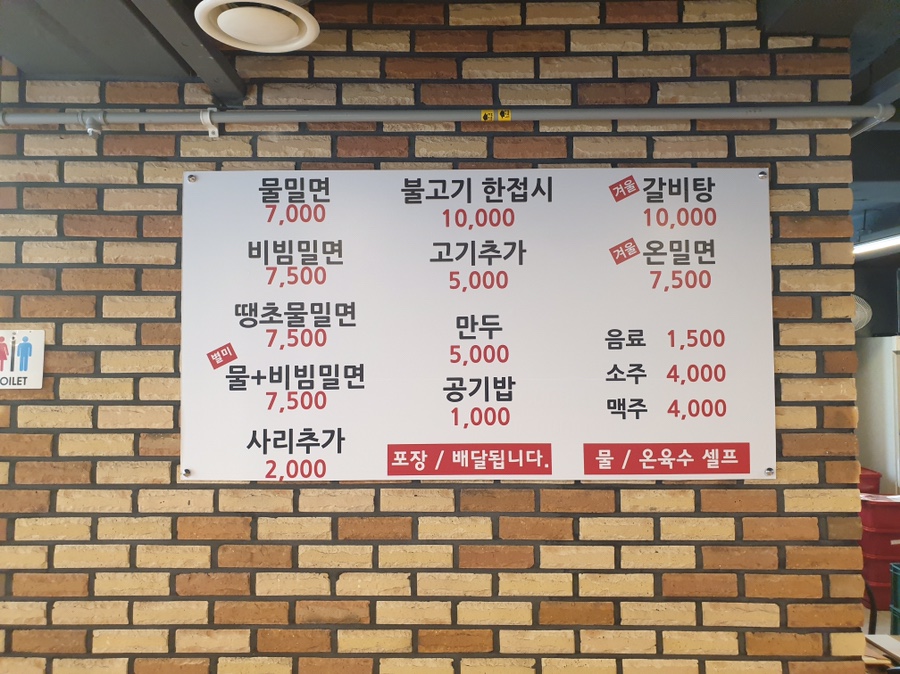 물밀면
7,000
비빔밀면
7,500
땡초물밀면
7,500
별미
물+비빔밀면
7,500
사리추가
2,000
불고기 한접시
10,000
고기추가
5,000
만두
5,000
공기밥
1,000
포장 / 배달됩니다.
겨울 갈비탕
10,000
겨울 온밀면
7,500
음료 1,500
소주 4,000
맥주 4,000
물 / 온육수 셀프
OILET